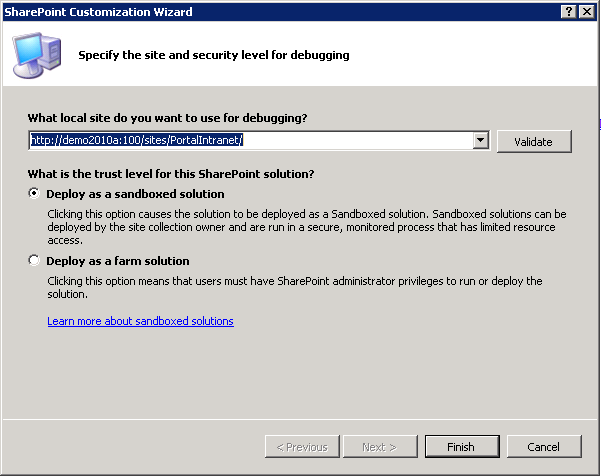 SharePoint Customization Wizard
Specify the site and security level for debugging
What local site do you want to use for debugging?
http://demo2010a:100/sites/PortalIntranet/
Validate
What is the trust level for this SharePoint solution?
Deploy as a sandboxed solution
Clicking this option causes the solution to be deployed as a Sandboxed solution. Sandboxed solutions can be
deployed by the site collection owner and are run in a secure, monitored process that has limited resource
access.
Deploy as a farm solution
Clicking this option means that users must have SharePoint administrator privileges to run or deploy the
solution.
Learn more about sandboxed solutions
< Previous
Next >
Finish
Cancel